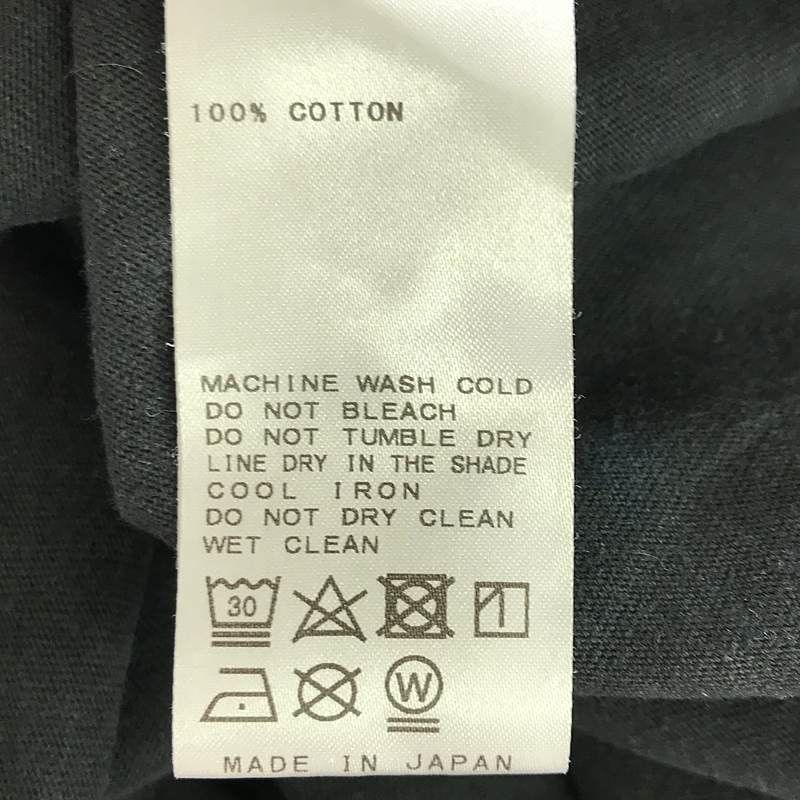 100% COTTON
MACHINE WASH COLD
DO NOT BLEACH
DO NOT TUMBLE DRY
LINE DRY IN THE SHADE
COOL IRON
DO NOT DRY CLEAN
WET CLEAN
30
W
MADE IN JAPAN